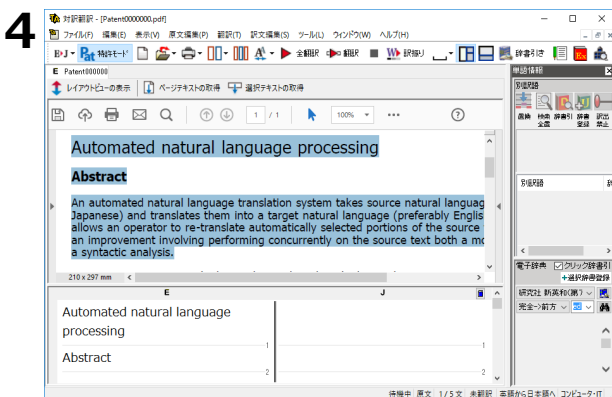 4
対訳翻訳 - [Patent0000000.pdf]
ファイル(F) 編集(E) 表示(V) 原文編集(P) 翻訳(T) 訳文編集(S) ツール(L) ウィンドウ(W) ヘルプ(H)
E▸J Pat 特許モード 全翻訳 翻訳 訳振り 辞書引き
E Patent000000
レイアウトビューの表示 ページテキストの取得 選択テキストの取得
1 / 1 100%
Automated natural language processing
Abstract
An automated natural language translation system takes source natural languag
Japanese) and translates them into a target natural language (preferably Englis
allows an operator to re-translate automatically selected portions of the source
an improvement involving performing concurrently on the source text both a mo
a syntactic analysis.
210 x 297 mm
E J
Automated natural language
processing
1 1
Abstract
2 2
単語情報
別訳語
置換 検索 辞書引 辞書 訳出
全置 登録 禁止
別訳語
電子辞典 クリック辞書引
+選択辞書登録
研究社 新英和(第7
完全->前方
待機中 原文 1/5文 未翻訳 英語から日本語へ コンピュータ・IT